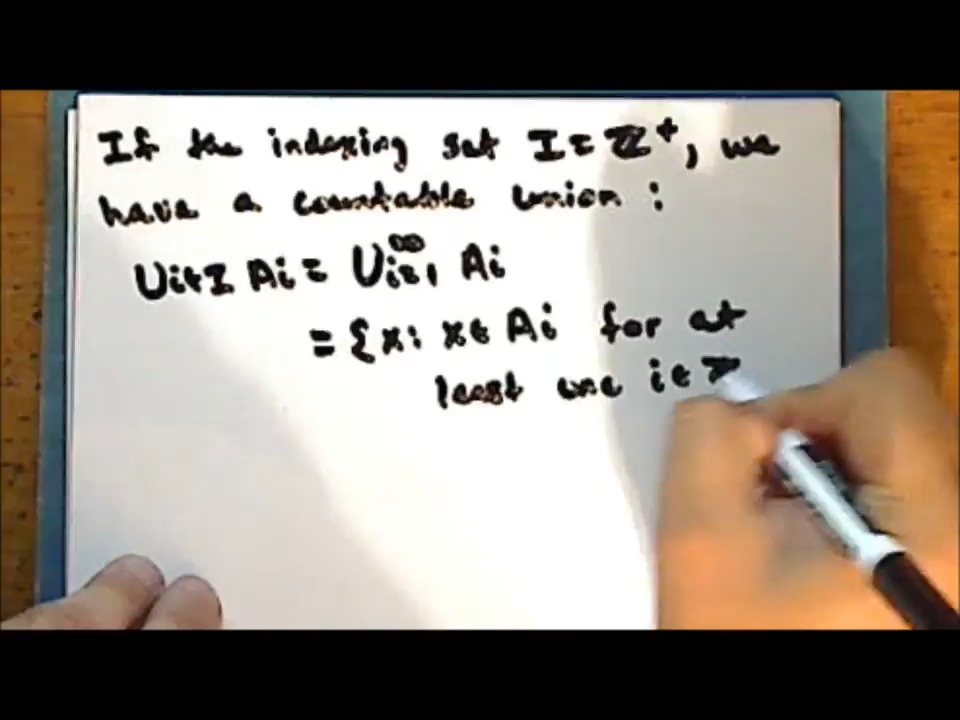 If the indexing set I = ℤ⁺, we
have a countable union :
∪i∈I Ai = ∪i=1^∞ Ai
= {x : x ∈ Ai for at
least one i ∈